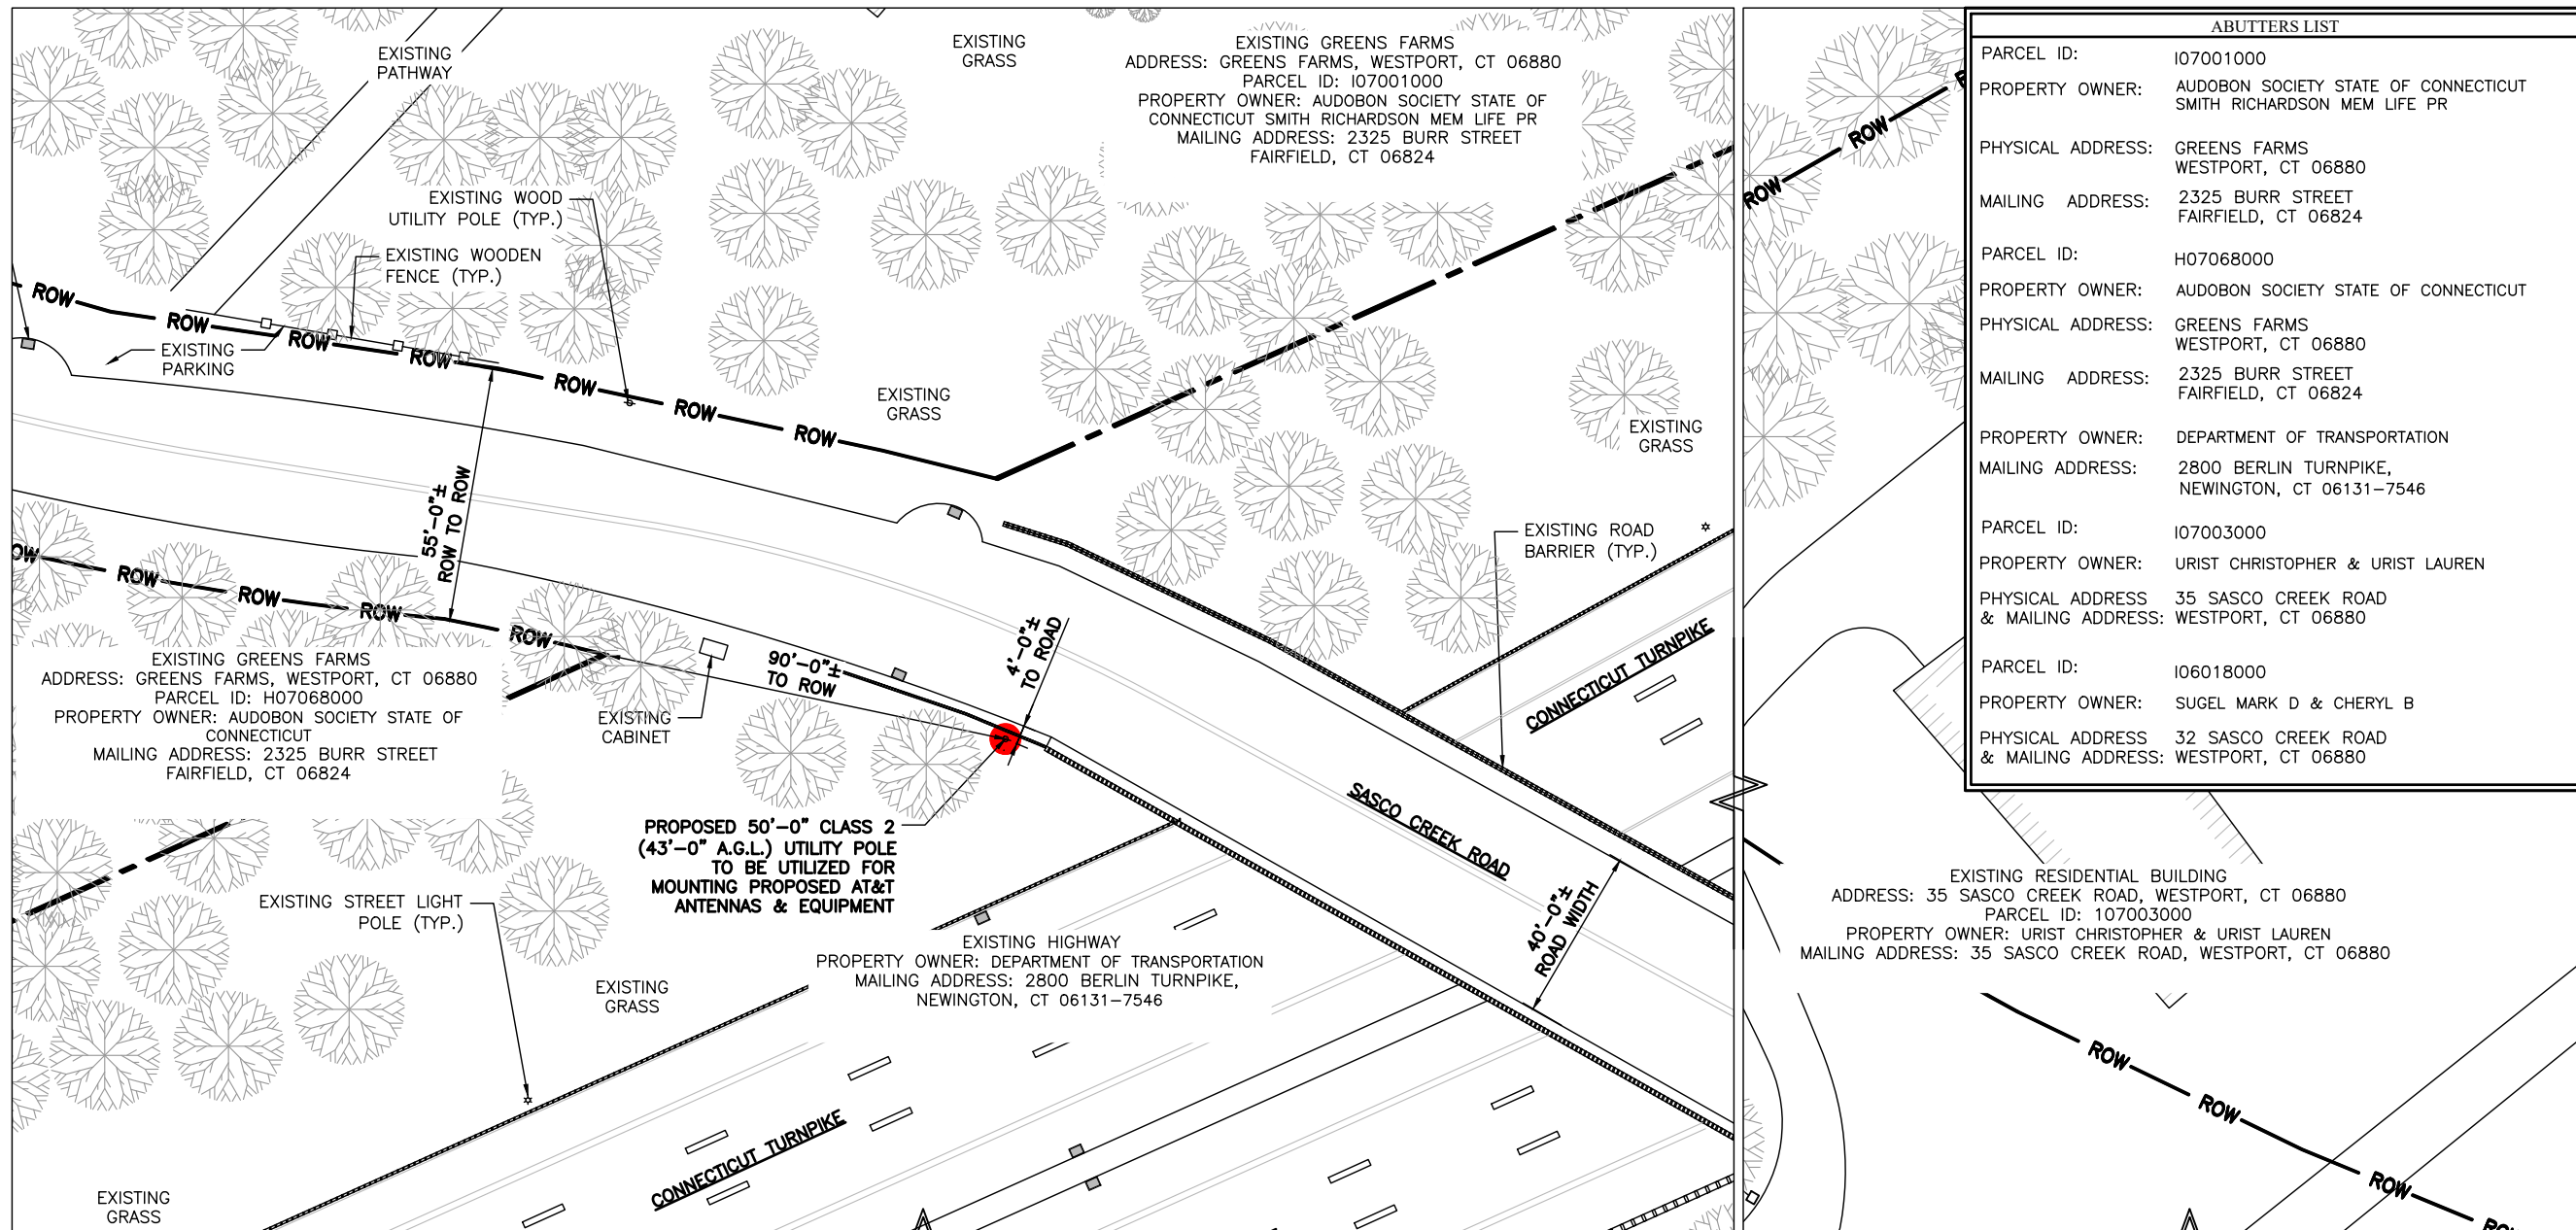 EXISTING
PATHWAY
EXISTING
GRASS
EXISTING GREENS FARMS
ADDRESS: GREENS FARMS, WESTPORT, CT 06880
PARCEL ID: I07001000
PROPERTY OWNER: AUDOBON SOCIETY STATE OF
CONNECTICUT SMITH RICHARDSON MEM LIFE PR
MAILING ADDRESS: 2325 BURR STREET
FAIRFIELD, CT 06824
EXISTING WOOD
UTILITY POLE (TYP.)
EXISTING WOODEN
FENCE (TYP.)
ROW
ROW
ROW
ROW
ROW
ROW
ROW
EXISTING
PARKING
EXISTING
GRASS
EXISTING
GRASS
55'-0"±
ROW TO ROW
EXISTING ROAD
BARRIER (TYP.)
OW
ROW
ROW
ROW
ROW
EXISTING GREENS FARMS
ADDRESS: GREENS FARMS, WESTPORT, CT 06880
PARCEL ID: H07068000
PROPERTY OWNER: AUDOBON SOCIETY STATE OF
CONNECTICUT
MAILING ADDRESS: 2325 BURR STREET
FAIRFIELD, CT 06824
EXISTING
CABINET
90'-0"±
TO ROW
4'-0"±
TO ROAD
CONNECTICUT TURNPIKE
SASCO CREEK ROAD
PROPOSED 50'-0" CLASS 2
(43'-0" A.G.L.) UTILITY POLE
TO BE UTILIZED FOR
MOUNTING PROPOSED AT&T
ANTENNAS & EQUIPMENT
40'-0"±
ROAD WIDTH
EXISTING STREET LIGHT
POLE (TYP.)
EXISTING HIGHWAY
PROPERTY OWNER: DEPARTMENT OF TRANSPORTATION
MAILING ADDRESS: 2800 BERLIN TURNPIKE,
NEWINGTON, CT 06131-7546
EXISTING
GRASS
CONNECTICUT TURNPIKE
EXISTING
GRASS
ROW
ROW
ABUTTERS LIST
PARCEL ID: I07001000
PROPERTY OWNER: AUDOBON SOCIETY STATE OF CONNECTICUT
SMITH RICHARDSON MEM LIFE PR
PHYSICAL ADDRESS: GREENS FARMS
WESTPORT, CT 06880
MAILING ADDRESS: 2325 BURR STREET
FAIRFIELD, CT 06824
PARCEL ID: H07068000
PROPERTY OWNER: AUDOBON SOCIETY STATE OF CONNECTICUT
PHYSICAL ADDRESS: GREENS FARMS
WESTPORT, CT 06880
MAILING ADDRESS: 2325 BURR STREET
FAIRFIELD, CT 06824
PROPERTY OWNER: DEPARTMENT OF TRANSPORTATION
MAILING ADDRESS: 2800 BERLIN TURNPIKE,
NEWINGTON, CT 06131-7546
PARCEL ID: I07003000
PROPERTY OWNER: URIST CHRISTOPHER & URIST LAUREN
PHYSICAL ADDRESS 35 SASCO CREEK ROAD
& MAILING ADDRESS: WESTPORT, CT 06880
PARCEL ID: I06018000
PROPERTY OWNER: SUGEL MARK D & CHERYL B
PHYSICAL ADDRESS 32 SASCO CREEK ROAD
& MAILING ADDRESS: WESTPORT, CT 06880
EXISTING RESIDENTIAL BUILDING
ADDRESS: 35 SASCO CREEK ROAD, WESTPORT, CT 06880
PARCEL ID: 107003000
PROPERTY OWNER: URIST CHRISTOPHER & URIST LAUREN
MAILING ADDRESS: 35 SASCO CREEK ROAD, WESTPORT, CT 06880
ROW
ROW
ROW